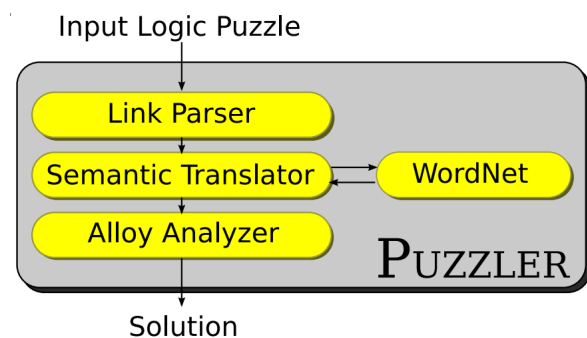 Input Logic Puzzle
Link Parser
Semantic Translator
WordNet
Alloy Analyzer
PUZZLER
Solution